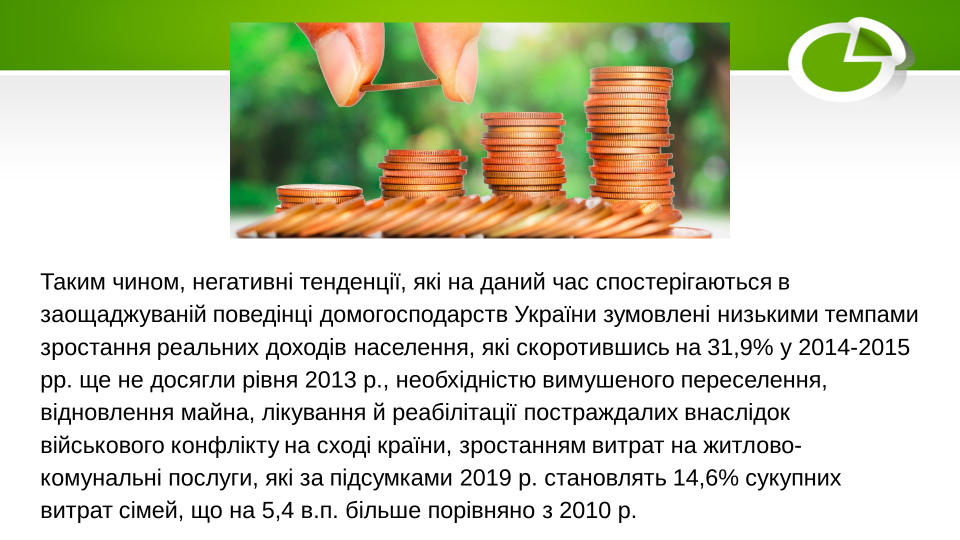 Таким чином, негативні тенденції, які на даний час спостерігаються в
заощаджуваній поведінці домогосподарств України зумовлені низькими темпами
зростання реальних доходів населення, які скоротившись на 31,9% у 2014-2015
рр. ще не досягли рівня 2013 р., необхідністю вимушеного переселення,
відновлення майна, лікування й реабілітації постраждалих внаслідок
військового конфлікту на сході країни, зростанням витрат на житлово-
комунальні послуги, які за підсумками 2019 р. становлять 14,6% сукупних
витрат сімей, що на 5,4 в.п. більше порівняно з 2010 р.